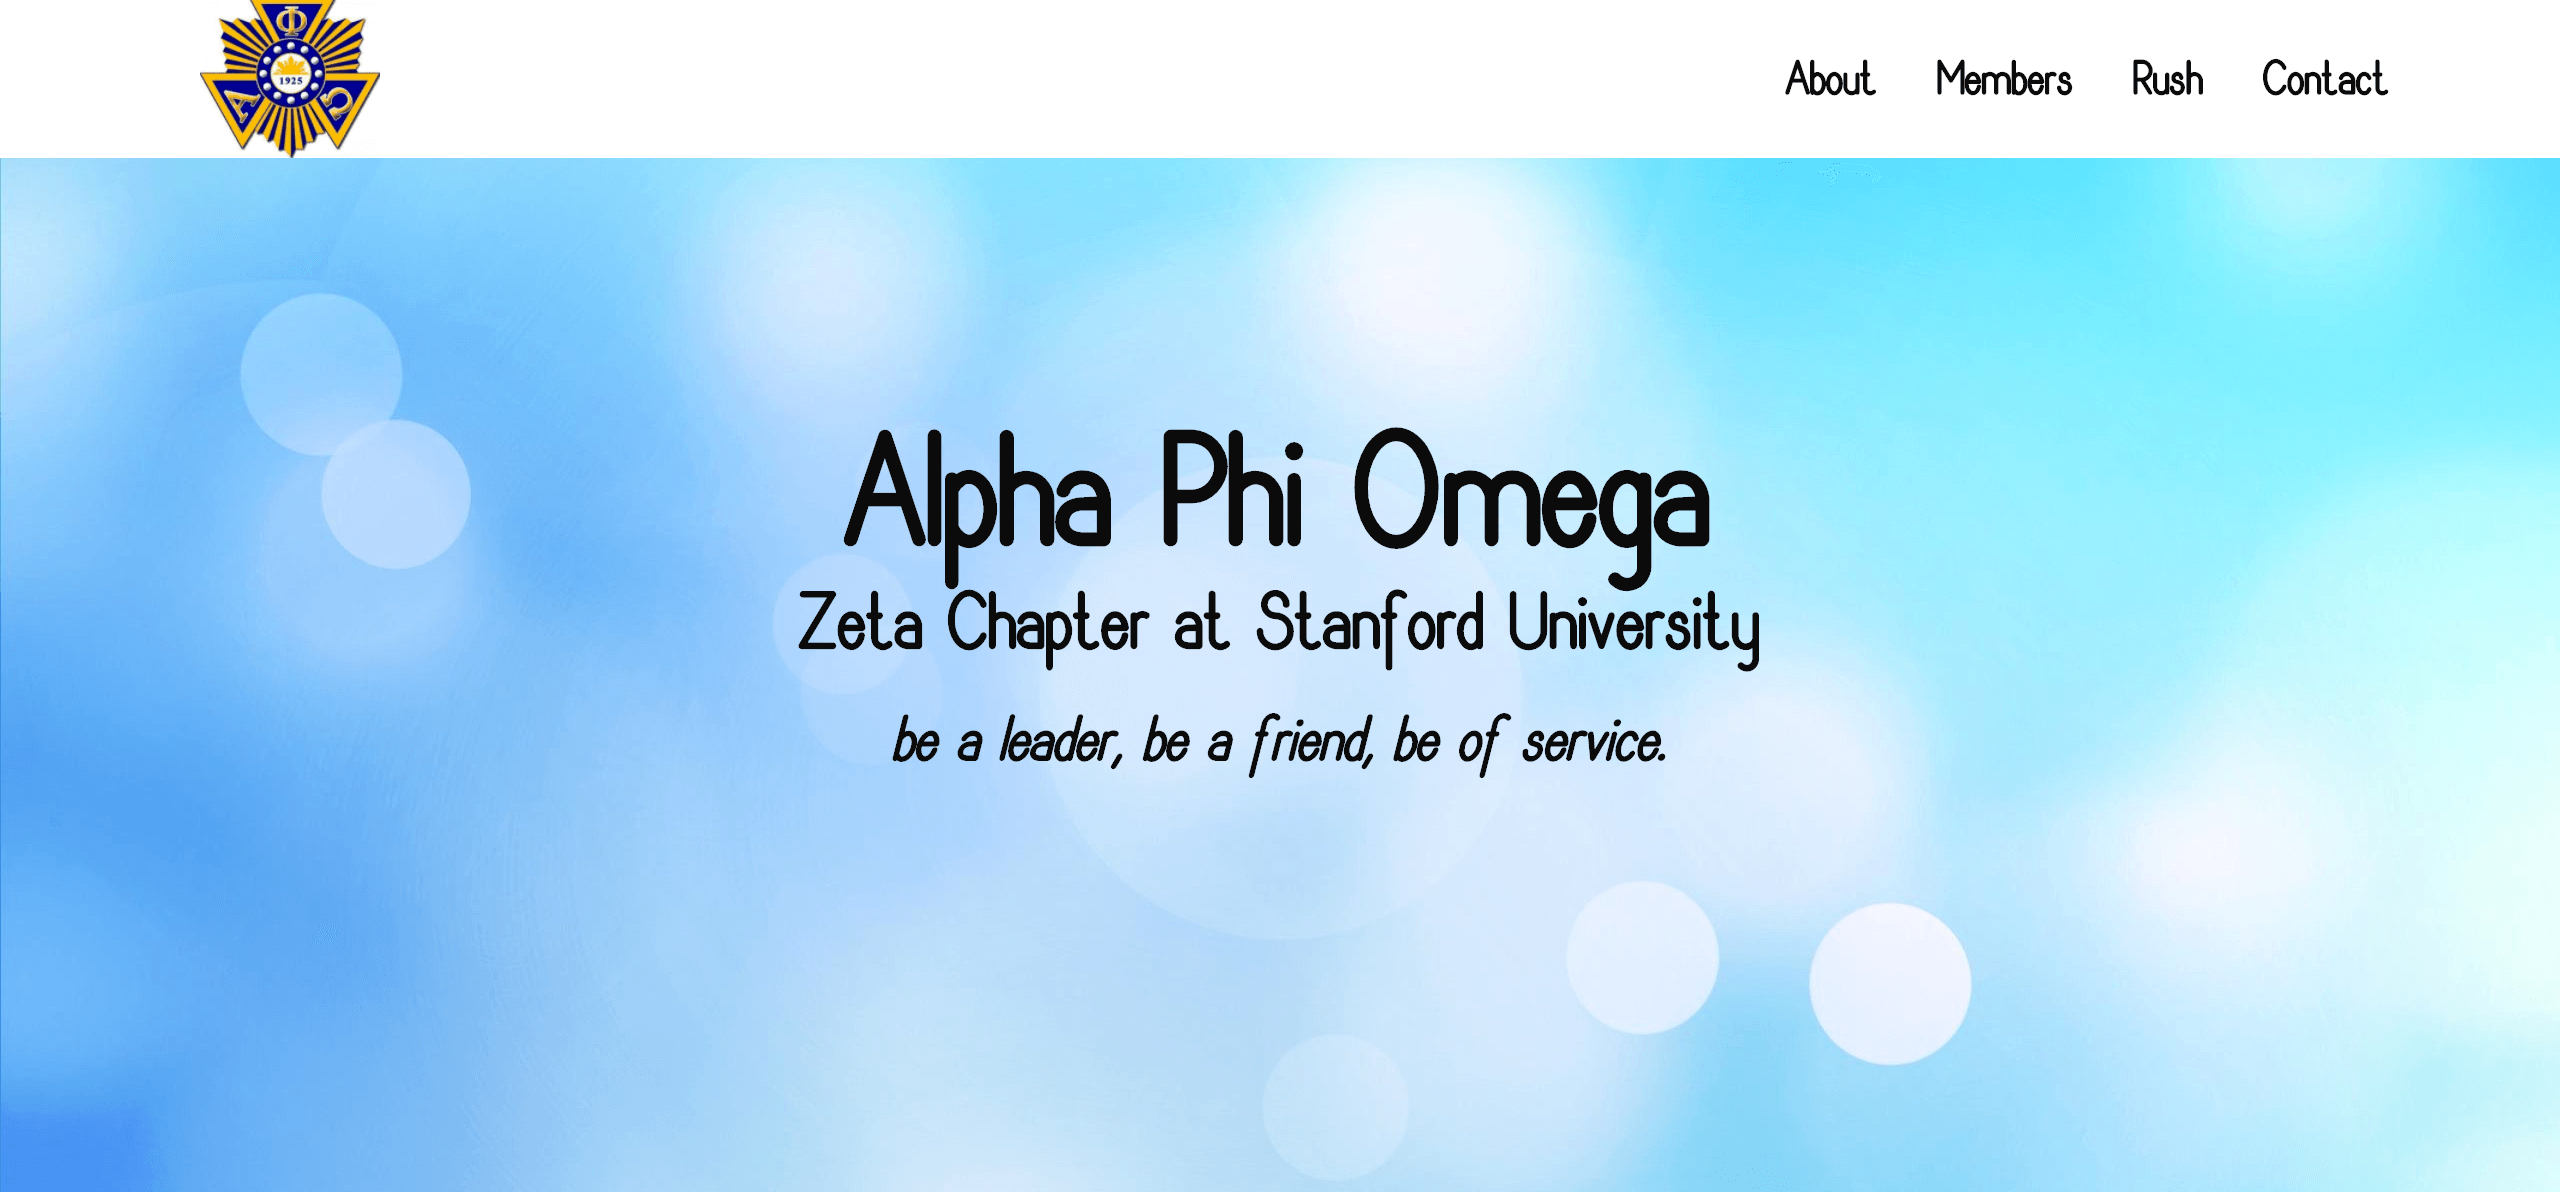 Φ
1925
Α Ω
About Members Rush Contact
Alpha Phi Omega
Zeta Chapter at Stanford University
be a leader, be a friend, be of service.